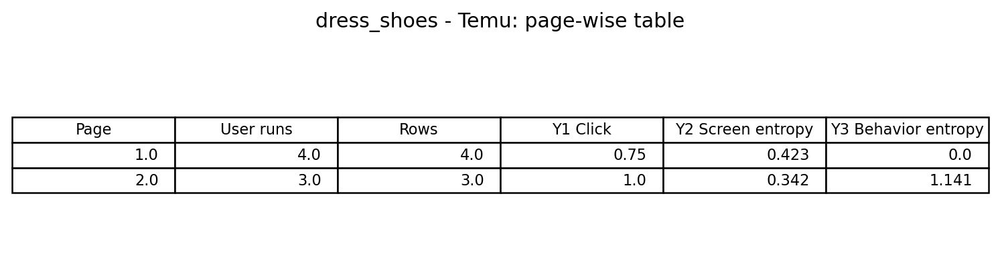 dress_shoes - Temu: page-wise table
Page User runs Rows Y1 Click Y2 Screen entropy Y3 Behavior entropy
1.0 4.0 4.0 0.75 0.423 0.0
2.0 3.0 3.0 1.0 0.342 1.141